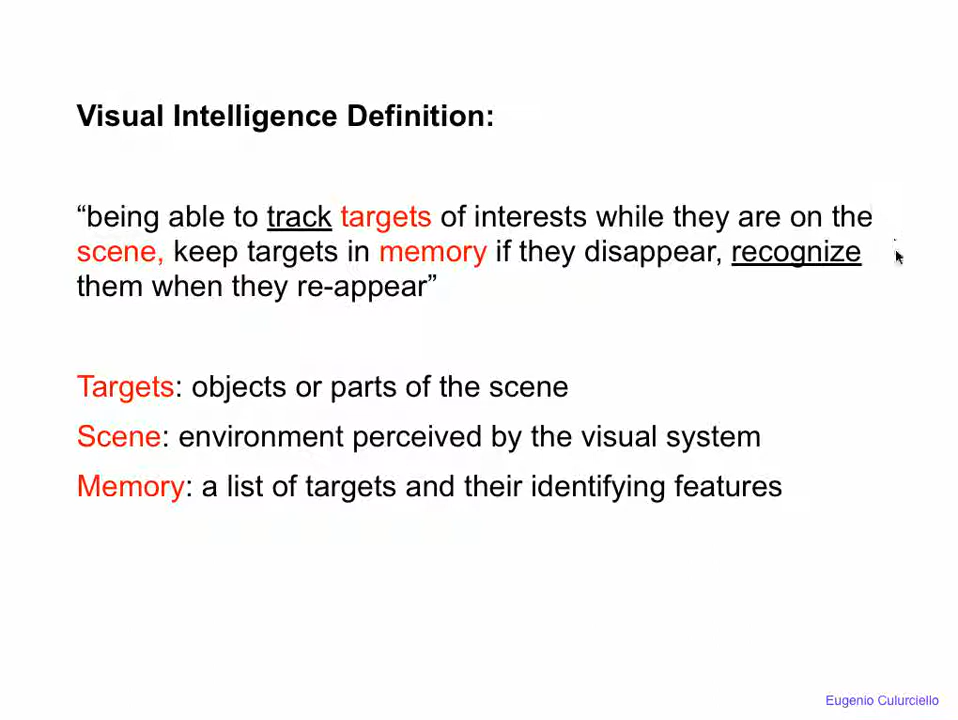 Visual Intelligence Definition:
“being able to track targets of interests while they are on the
scene, keep targets in memory if they disappear, recognize
them when they re-appear”
Targets: objects or parts of the scene
Scene: environment perceived by the visual system
Memory: a list of targets and their identifying features
Eugenio Culurciello